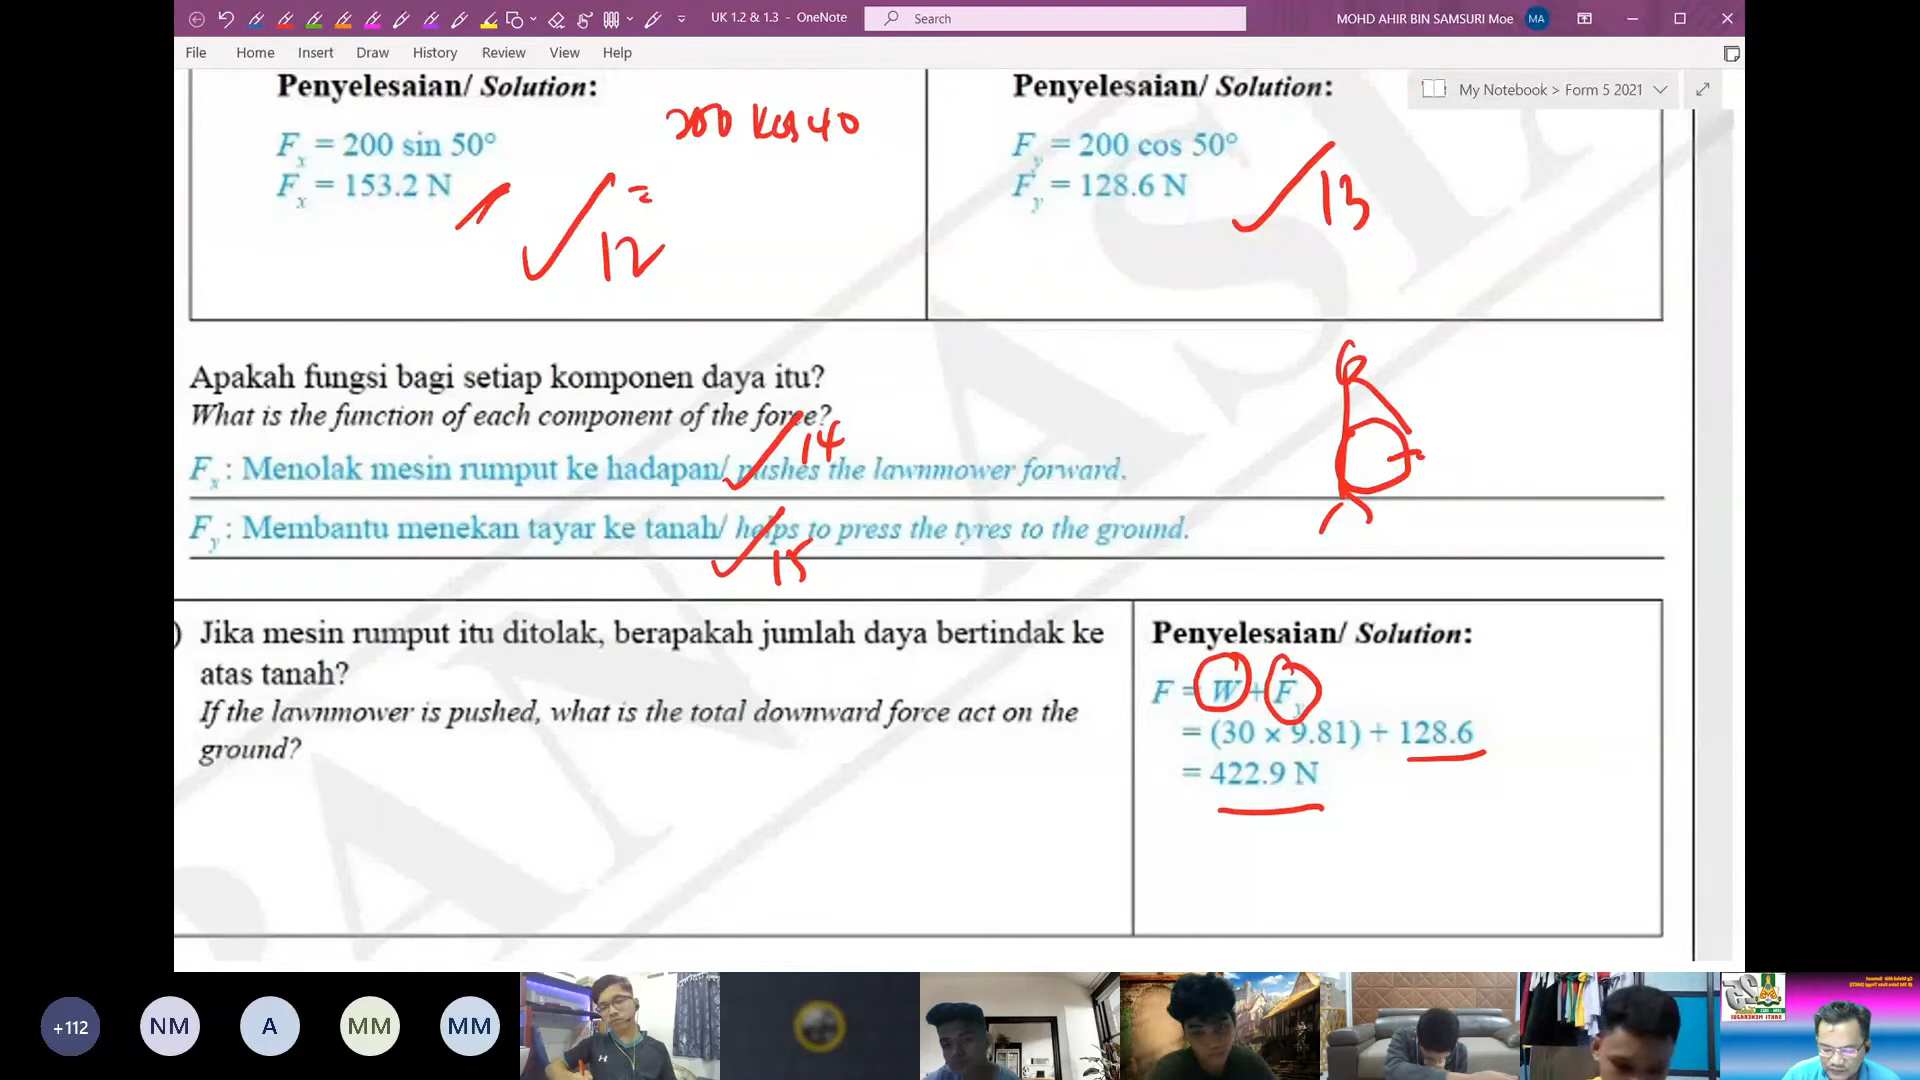 UK 1.2 & 1.3 - OneNote
Search
MOHD AHIR BIN SAMSURI Moe
MA
File Home Insert Draw History Review View Help
My Notebook > Form 5 2021
Penyelesaian/ Solution:
Fx = 200 sin 50°
Fx = 153.2 N
200 kos 40
=
12
Penyelesaian/ Solution:
Fy = 200 cos 50°
Fy = 128.6 N
13
Apakah fungsi bagi setiap komponen daya itu?
What is the function of each component of the force?
14
Fx : Menolak mesin rumput ke hadapan/ pushes the lawnmower forward.
Fy : Membantu menekan tayar ke tanah/ helps to press the tyres to the ground.
15
) Jika mesin rumput itu ditolak, berapakah jumlah daya bertindak ke
atas tanah?
If the lawnmower is pushed, what is the total downward force act on the
ground?
Penyelesaian/ Solution:
F = W + Fy
= (30 × 9.81) + 128.6
= 422.9 N
+112
NM
A
MM
MM